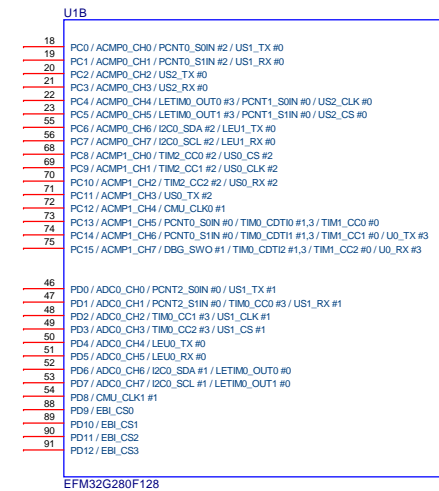 U1B
18 PC0 / ACMP0_CH0 / PCNT0_S0IN #2 / US1_TX #0
19 PC1 / ACMP0_CH1 / PCNT0_S1IN #2 / US1_RX #0
20 PC2 / ACMP0_CH2 / US2_TX #0
21 PC3 / ACMP0_CH3 / US2_RX #0
22 PC4 / ACMP0_CH4 / LETIM0_OUT0 #3 / PCNT1_S0IN #0 / US2_CLK #0
23 PC5 / ACMP0_CH5 / LETIM0_OUT1 #3 / PCNT1_S1IN #0 / US2_CS #0
55 PC6 / ACMP0_CH6 / I2C0_SDA #2 / LEU1_TX #0
56 PC7 / ACMP0_CH7 / I2C0_SCL #2 / LEU1_RX #0
68 PC8 / ACMP1_CH0 / TIM2_CC0 #2 / US0_CS #2
69 PC9 / ACMP1_CH1 / TIM2_CC1 #2 / US0_CLK #2
70 PC10 / ACMP1_CH2 / TIM2_CC2 #2 / US0_RX #2
71 PC11 / ACMP1_CH3 / US0_TX #2
72 PC12 / ACMP1_CH4 / CMU_CLK0 #1
73 PC13 / ACMP1_CH5 / PCNT0_S0IN #0 / TIM0_CDTI0 #1,3 / TIM1_CC0 #0
74 PC14 / ACMP1_CH6 / PCNT0_S1IN #0 / TIM0_CDTI1 #1,3 / TIM1_CC1 #0 / U0_TX #3
75 PC15 / ACMP1_CH7 / DBG_SWO #1 / TIM0_CDTI2 #1,3 / TIM1_CC2 #0 / U0_RX #3
46 PD0 / ADC0_CH0 / PCNT2_S0IN #0 / US1_TX #1
47 PD1 / ADC0_CH1 / PCNT2_S1IN #0 / TIM0_CC0 #3 / US1_RX #1
48 PD2 / ADC0_CH2 / TIM0_CC1 #3 / US1_CLK #1
49 PD3 / ADC0_CH3 / TIM0_CC2 #3 / US1_CS #1
50 PD4 / ADC0_CH4 / LEU0_TX #0
51 PD5 / ADC0_CH5 / LEU0_RX #0
52 PD6 / ADC0_CH6 / I2C0_SDA #1 / LETIM0_OUT0 #0
53 PD7 / ADC0_CH7 / I2C0_SCL #1 / LETIM0_OUT1 #0
54 PD8 / CMU_CLK1 #1
88 PD9 / EBI_CS0
89 PD10 / EBI_CS1
90 PD11 / EBI_CS2
91 PD12 / EBI_CS3
EFM32G280F128